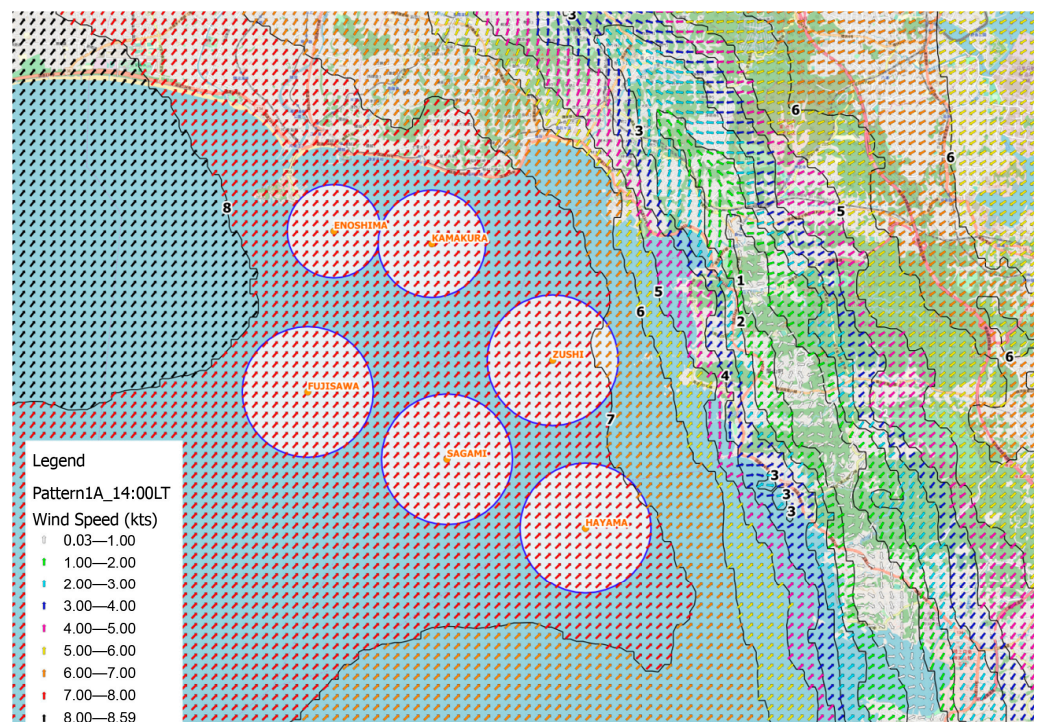 3
6
3
6
5
8
ENOSHIMA
KAMAKURA
1
5
6
2
ZUSHI
6
4
FUJISAWA
7
SAGAMI
3
3
3
HAYAMA
Legend
Pattern1A_14:00LT
Wind Speed (kts)
0.03—1.00
1.00—2.00
2.00—3.00
3.00—4.00
4.00—5.00
5.00—6.00
6.00—7.00
7.00—8.00
8.00—8.59